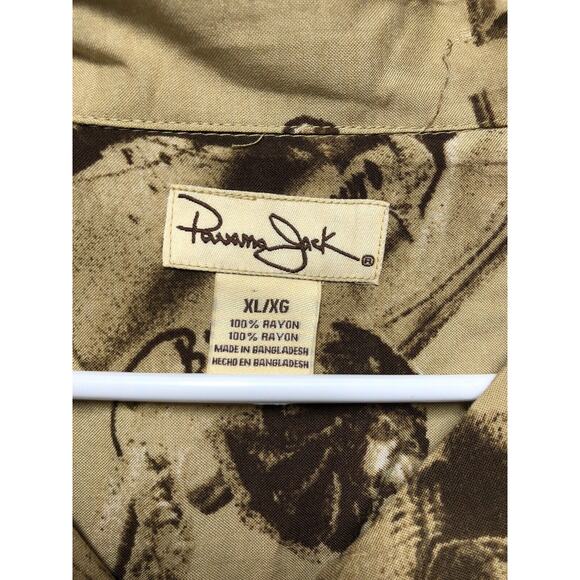 Panama Jack ®
XL/XG
100% RAYON
100% RAYON
MADE IN BANGLADESH
HECHO EN BANGLADESH